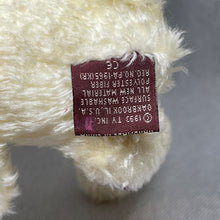 © 1993 TY INC.
OAKBROOK, IL. U.S.A.
SURFACE WASHABLE
ALL NEW MATERIAL
POLYESTER FIBER
REG. NO. PA-1965(KR)
CE